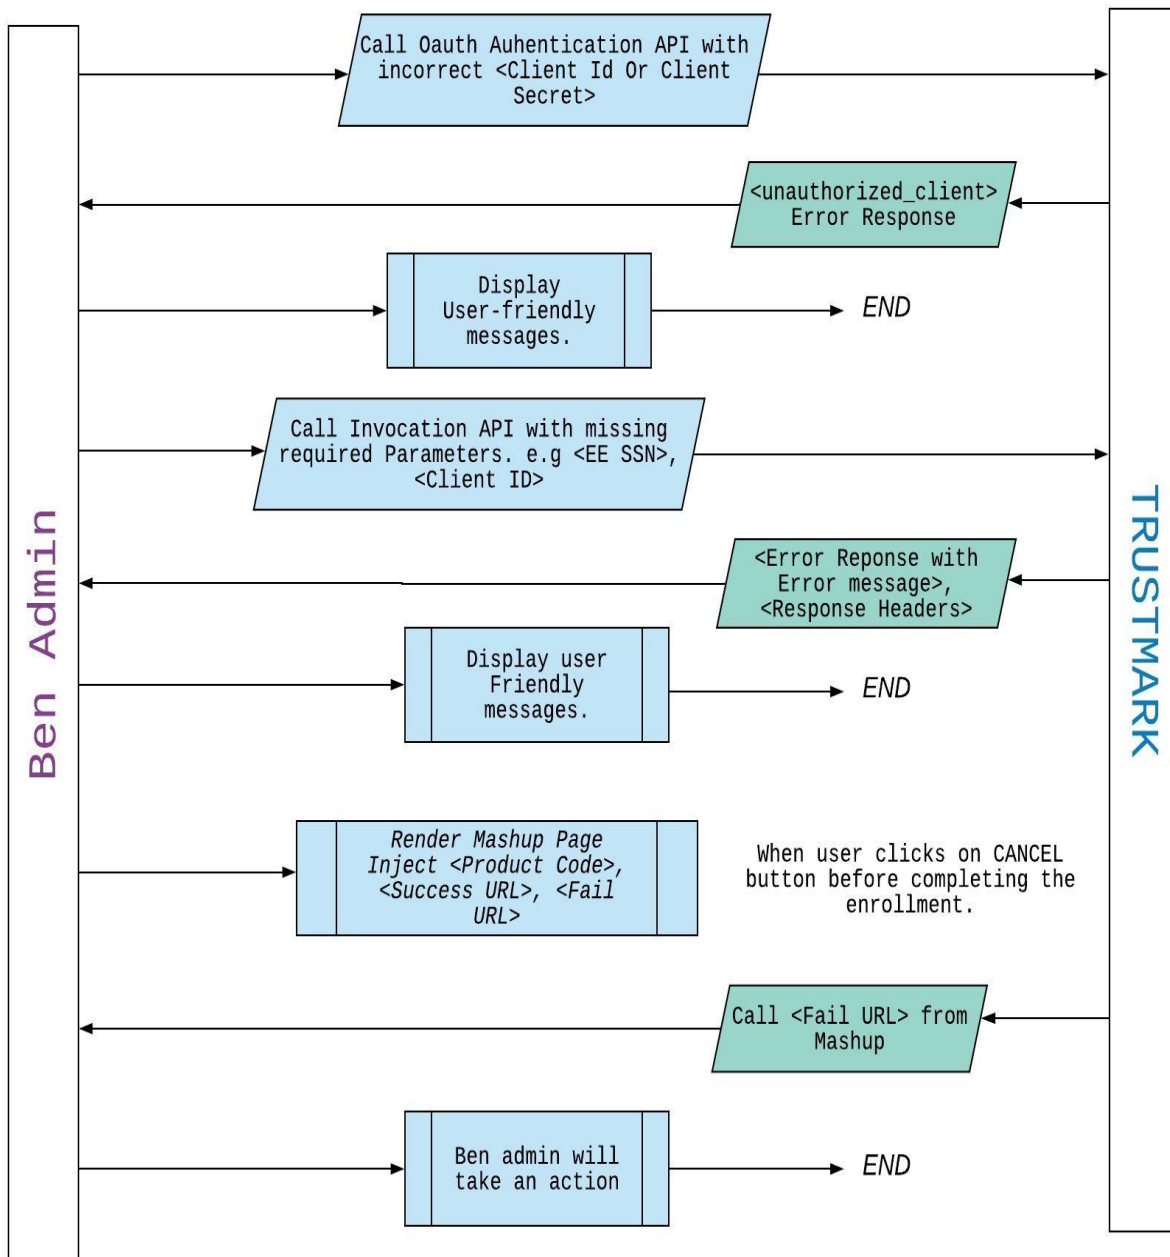 Call Oauth Auhentication API with
incorrect <Client Id Or Client
Secret>
<unauthorized_client>
Error Response
Display
User-friendly
messages.
END
Call Invocation API with missing
required Parameters. e.g <EE SSN>,
<Client ID>
Ben Admin
TRUSTMARK
<Error Reponse with
Error message>,
<Response Headers>
Display user
Friendly
messages.
END
Render Mashup Page
Inject <Product Code>,
<Success URL>, <Fail
URL>
When user clicks on CANCEL
button before completing the
enrollment.
Call <Fail URL> from
Mashup
Ben admin will
take an action
END